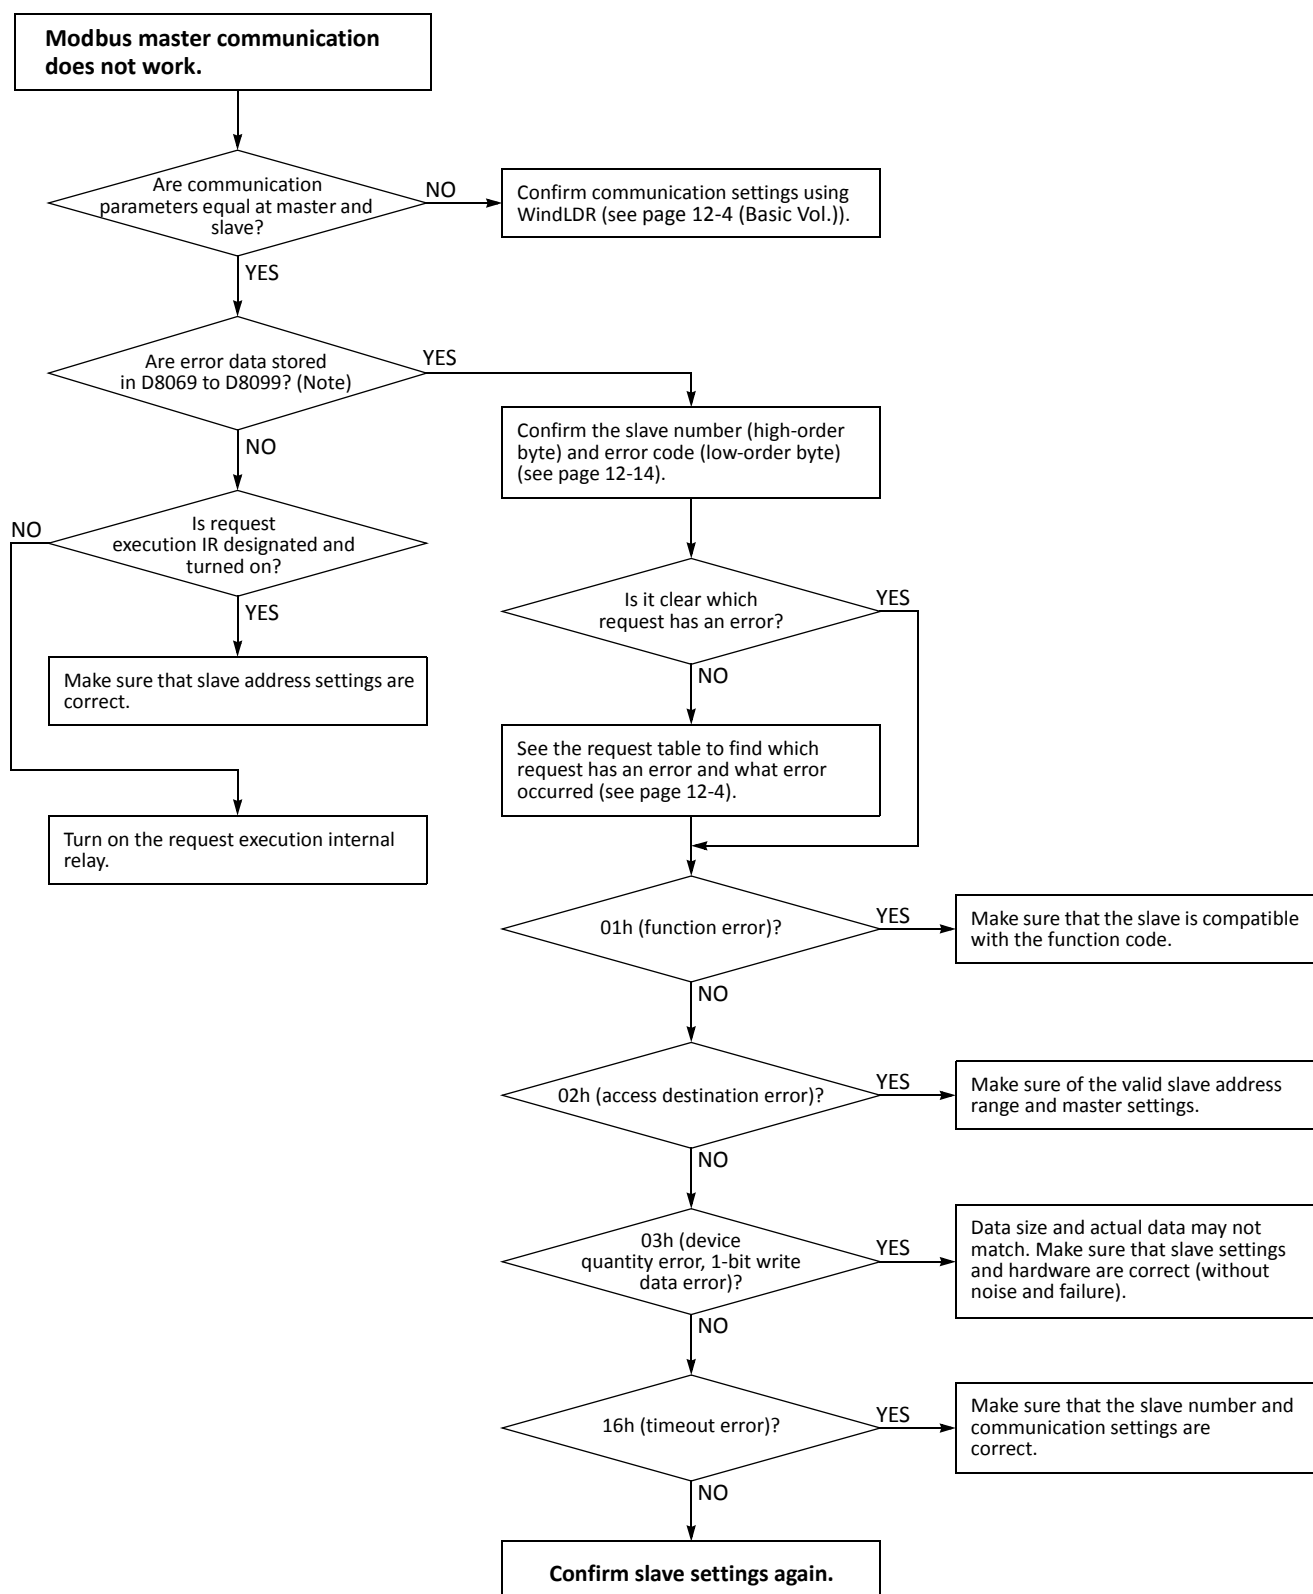 Modbus master communication
does not work.
Are communication
parameters equal at master and
slave?
NO
Confirm communication settings using
WindLDR (see page 12-4 (Basic Vol.)).
YES
Are error data stored
in D8069 to D8099? (Note)
YES
NO
Confirm the slave number (high-order
byte) and error code (low-order byte)
(see page 12-14).
Is request
execution IR designated and
turned on?
NO
YES
Make sure that slave address settings are
correct.
Turn on the request execution internal
relay.
Is it clear which
request has an error?
YES
NO
See the request table to find which
request has an error and what error
occurred (see page 12-4).
01h (function error)?
YES
Make sure that the slave is compatible
with the function code.
NO
02h (access destination error)?
YES
Make sure of the valid slave address
range and master settings.
NO
03h (device
quantity error, 1-bit write
data error)?
YES
Data size and actual data may not
match. Make sure that slave settings
and hardware are correct (without
noise and failure).
NO
16h (timeout error)?
YES
Make sure that the slave number and
communication settings are
correct.
NO
Confirm slave settings again.